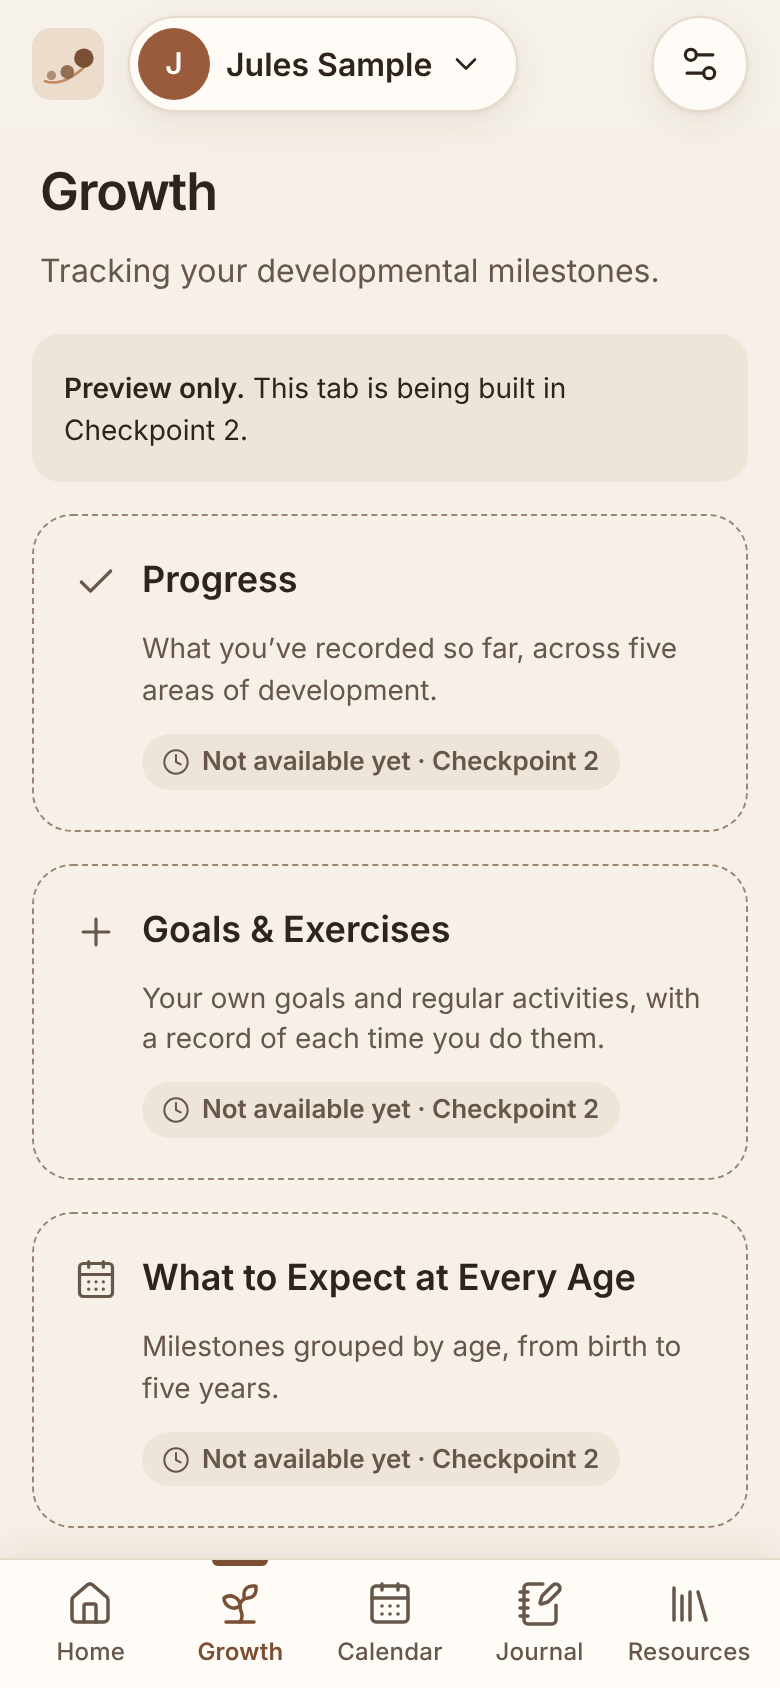 J
Jules Sample
Growth
Tracking your developmental milestones.
Preview only. This tab is being built in
Checkpoint 2.
Progress
What you’ve recorded so far, across five
areas of development.
Not available yet · Checkpoint 2
Goals & Exercises
Your own goals and regular activities, with
a record of each time you do them.
Not available yet · Checkpoint 2
What to Expect at Every Age
Milestones grouped by age, from birth to
five years.
Not available yet · Checkpoint 2
Home
Growth
Calendar
Journal
Resources